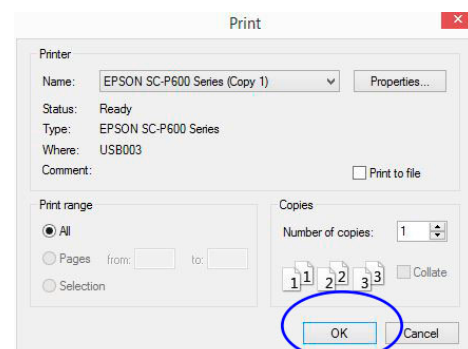 Print
Printer
Name: EPSON SC-P600 Series (Copy 1) Properties...
Status: Ready
Type: EPSON SC-P600 Series
Where: USB003
Comment: Print to file
Print range
All
Pages from: to:
Selection
Copies
Number of copies: 1
1 1 2 2 3 3 Collate
OK Cancel